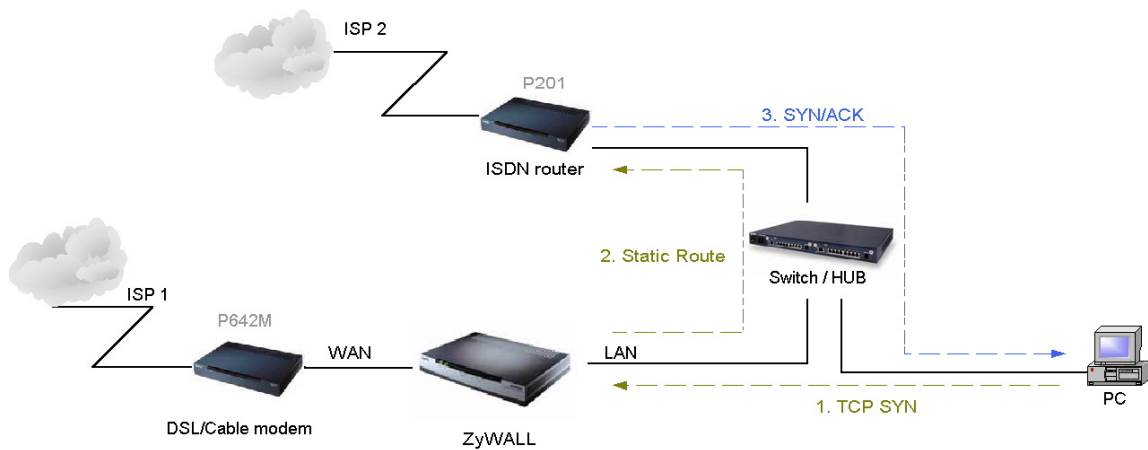 ISP 2
P201
3. SYN/ACK
ISDN router
2. Static Route
Switch / HUB
ISP 1
P642M
WAN
LAN
1. TCP SYN
PC
DSL/Cable modem
ZyWALL